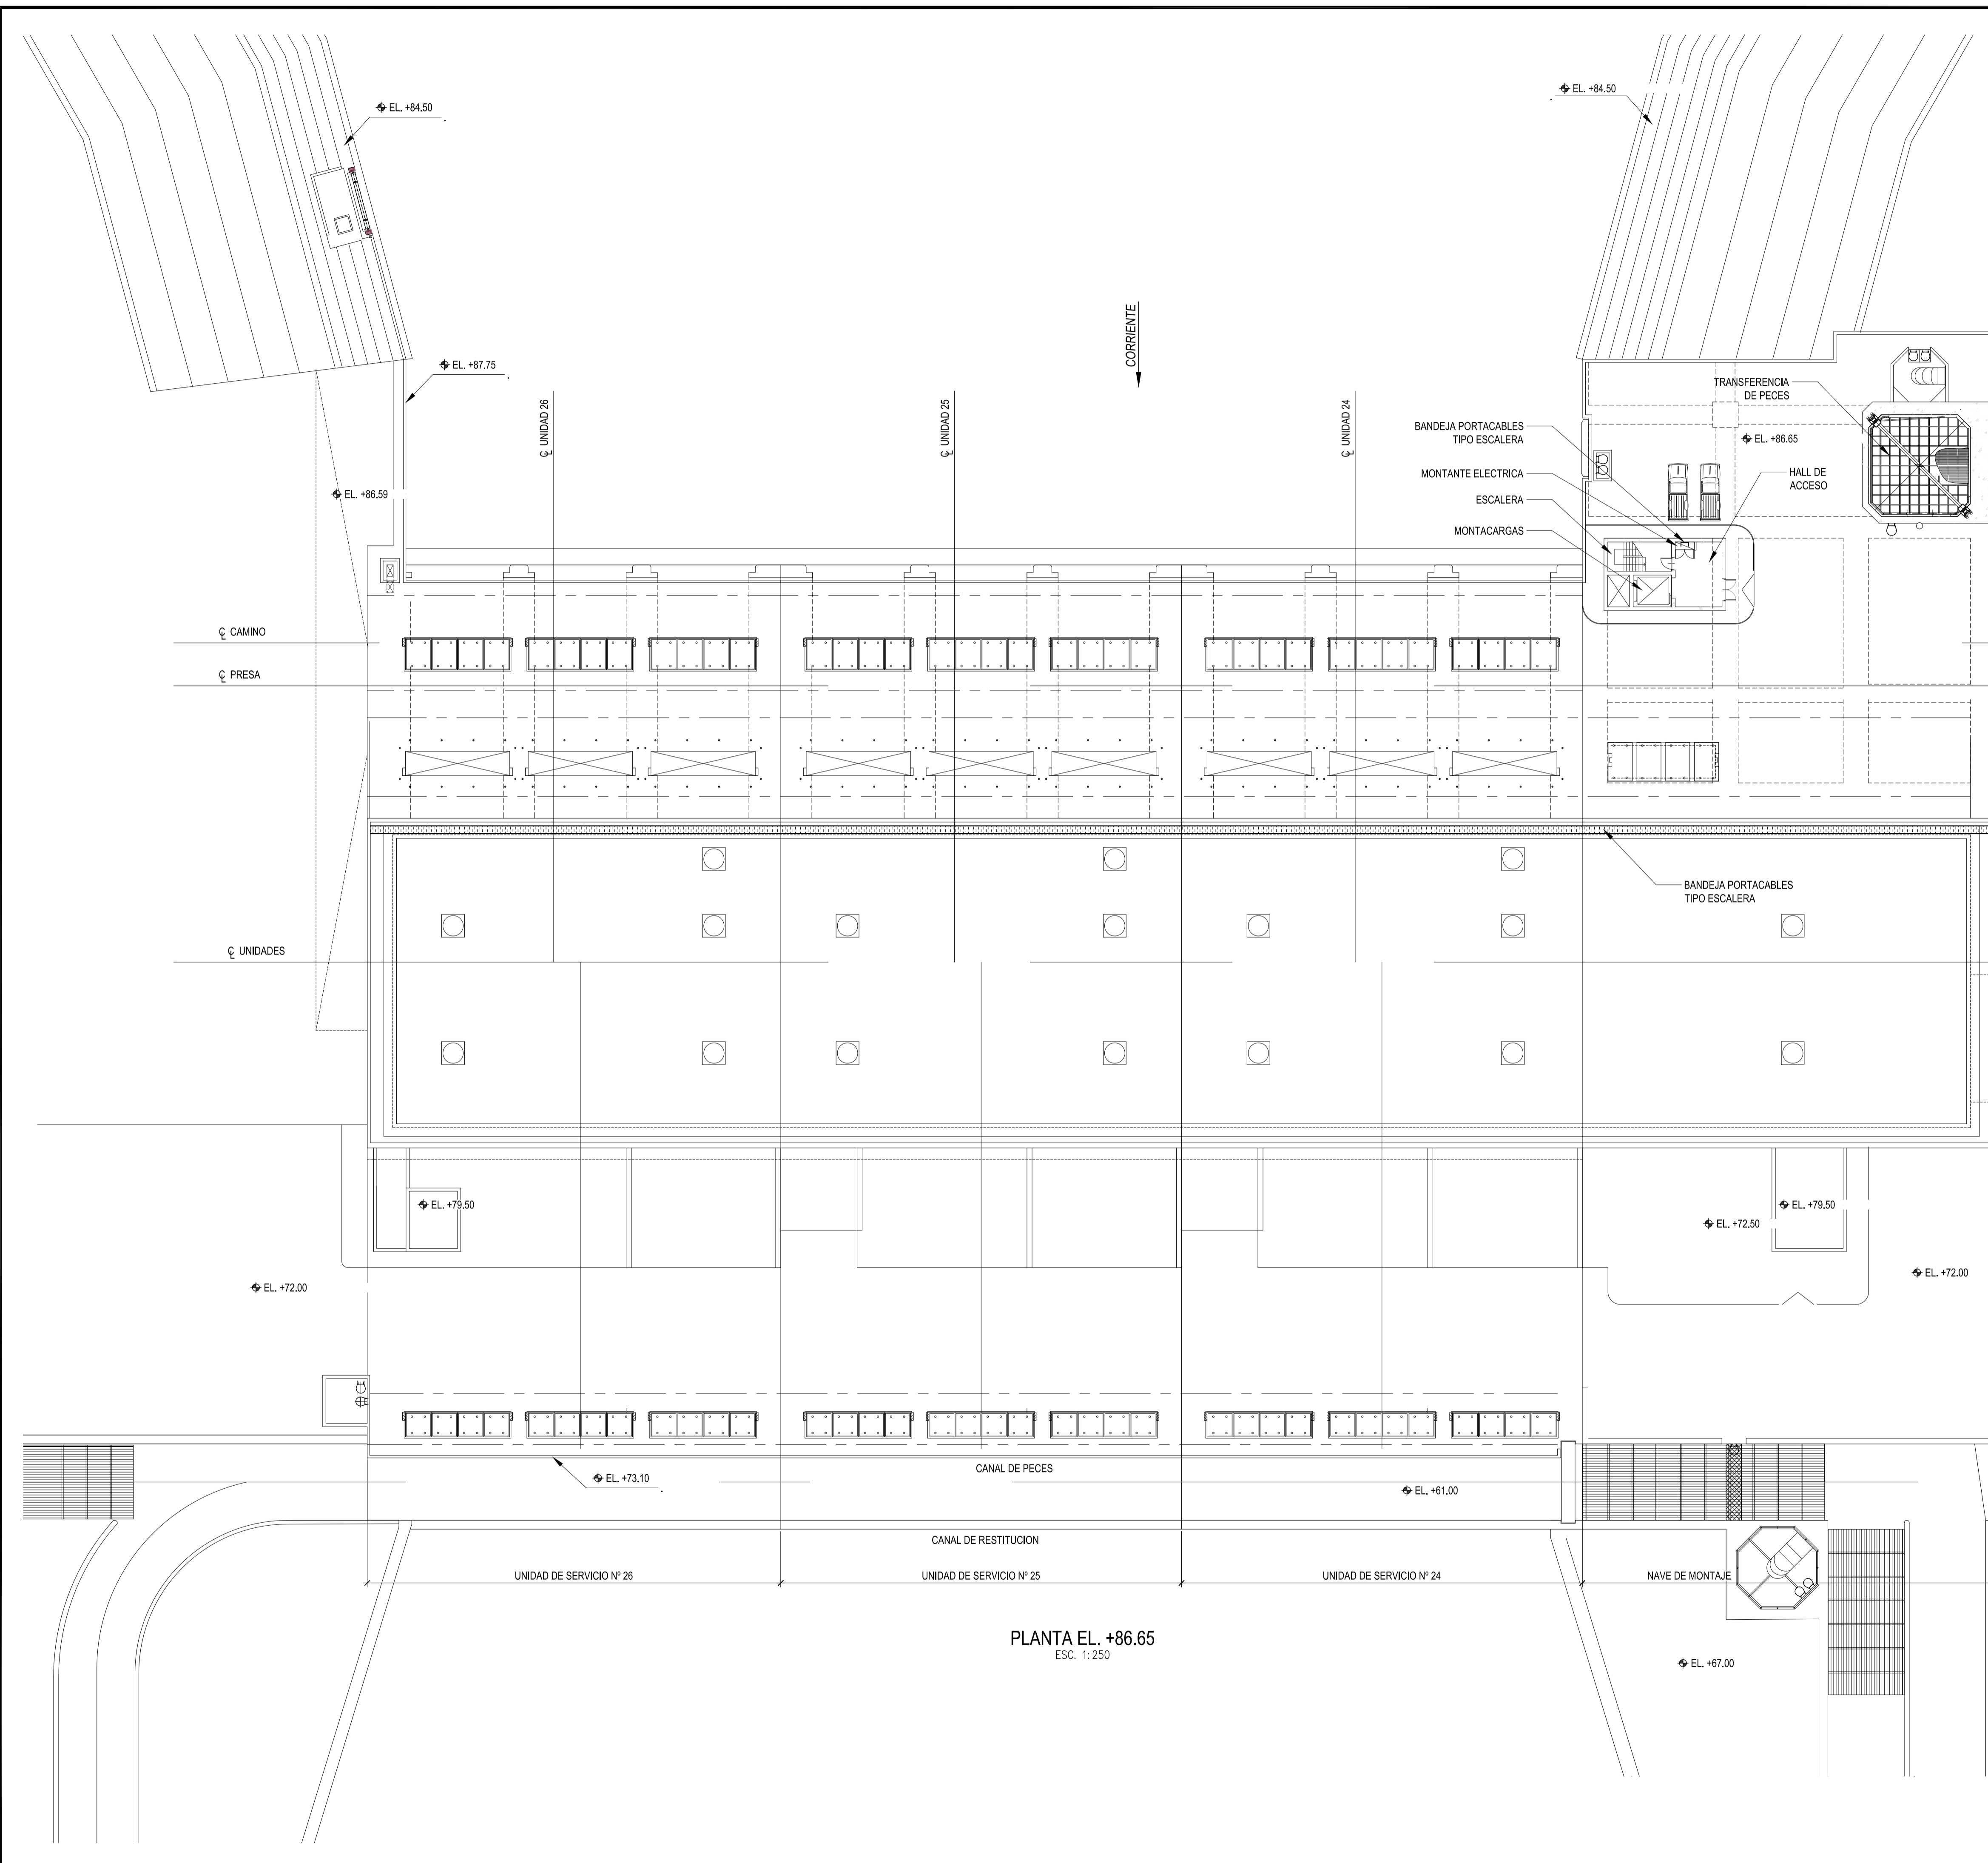 EL. +84.50
EL. +84.50
CORRIENTE
EL. +87.75
TRANSFERENCIA
DE PECES
℄ UNIDAD 26
℄ UNIDAD 25
℄ UNIDAD 24
BANDEJA PORTACABLES
TIPO ESCALERA
EL. +86.65
MONTANTE ELECTRICA
HALL DE
ACCESO
EL. +86.59
ESCALERA
MONTACARGAS
℄ CAMINO
℄ PRESA
BANDEJA PORTACABLES
TIPO ESCALERA
℄ UNIDADES
EL. +79.50
EL. +79.50
EL. +72.50
EL. +72.00
EL. +72.00
CANAL DE PECES
EL. +73.10
EL. +61.00
CANAL DE RESTITUCION
UNIDAD DE SERVICIO Nº 26
UNIDAD DE SERVICIO Nº 25
UNIDAD DE SERVICIO Nº 24
NAVE DE MONTAJE
PLANTA EL. +86.65
ESC. 1:250
EL. +67.00